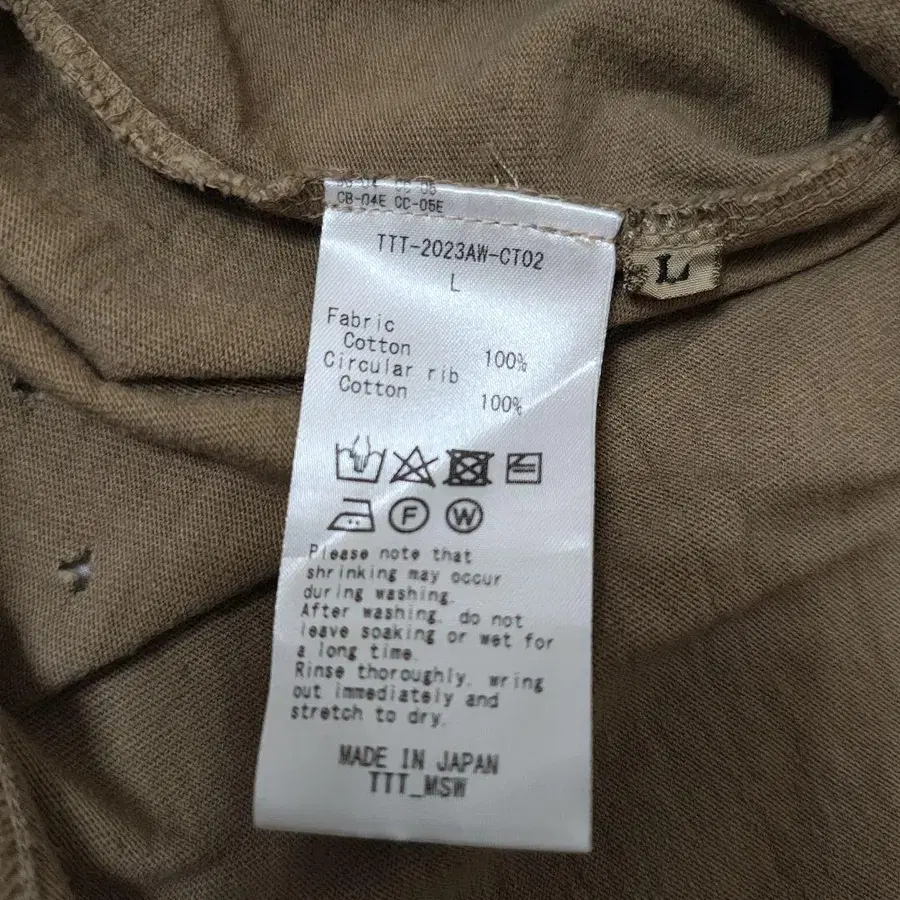 CB-04E CC-05E
TTT-2023AW-CT02
L
L
Fabric
Cotton 100%
Circular rib
Cotton 100%
F W
Please note that
shrinking may occur
during washing.
After washing, do not
leave soaking or wet for
a long time.
Rinse thoroughly, wring
out immediately and
stretch to dry.
MADE IN JAPAN
TTT_MSW